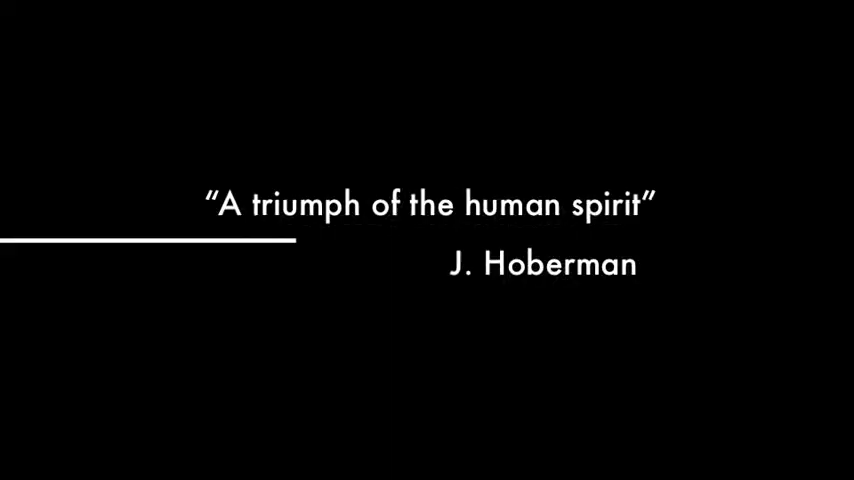 “A triumph of the human spirit”
J. Hoberman